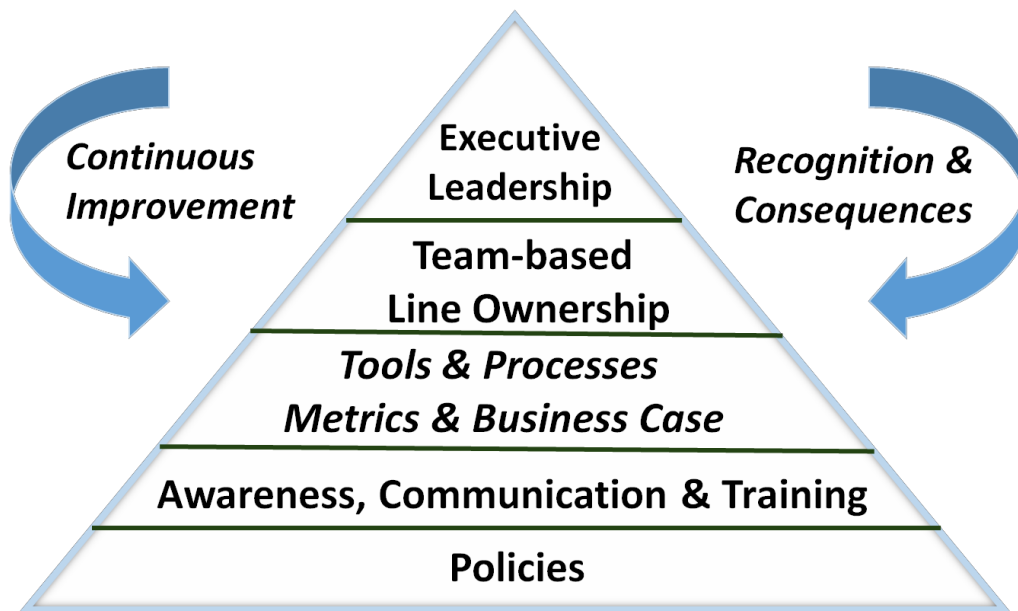 Executive
Leadership
Continuous
Improvement
Recognition &
Consequences
Team-based
Line Ownership
Tools & Processes
Metrics & Business Case
Awareness, Communication & Training
Policies